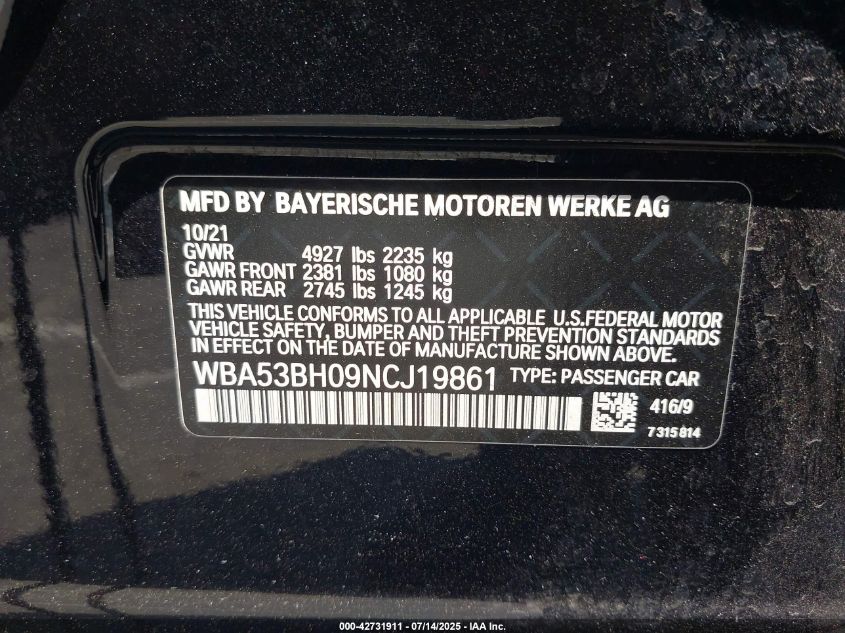 MFD BY BAYERISCHE MOTOREN WERKE AG
10/21
GVWR 4927 lbs 2235 kg
GAWR FRONT 2381 lbs 1080 kg
GAWR REAR 2745 lbs 1245 kg
THIS VEHICLE CONFORMS TO ALL APPLICABLE U.S.FEDERAL MOTOR
VEHICLE SAFETY, BUMPER AND THEFT PREVENTION STANDARDS
IN EFFECT ON THE DATE OF MANUFACTURE SHOWN ABOVE.
WBA53BH09NCJ19861 TYPE: PASSENGER CAR
416/9
7315814
000-42731911 - 07/14/2025 - IAA Inc.